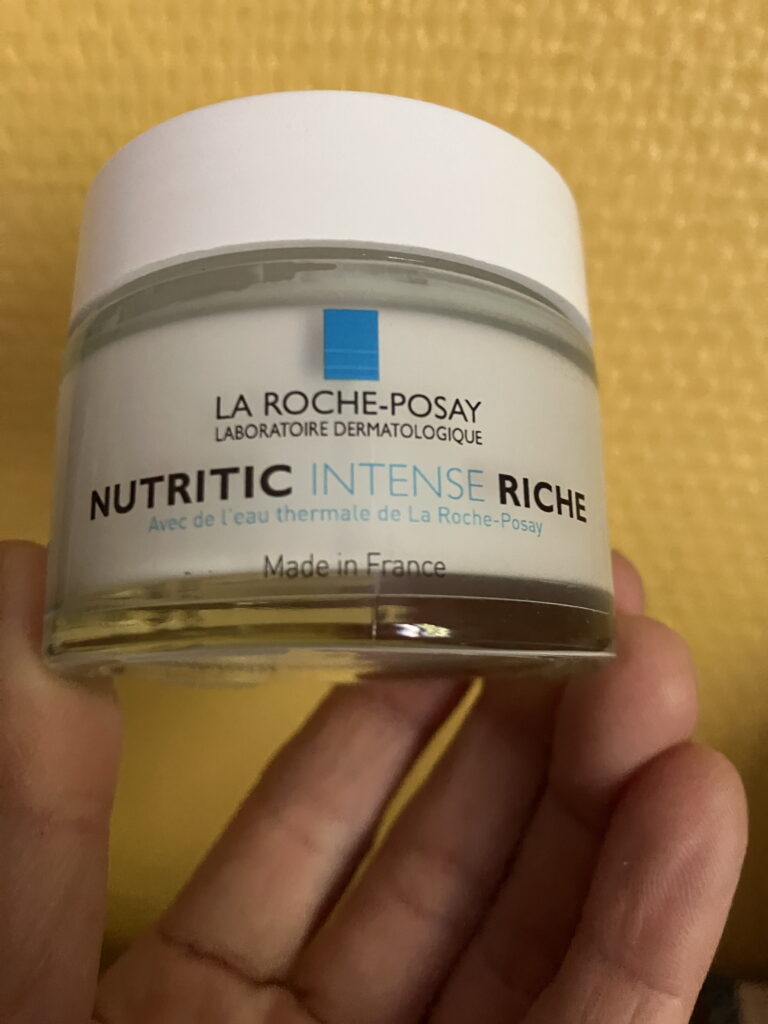 LA ROCHE-POSAY
LABORATOIRE DERMATOLOGIQUE
NUTRITIC INTENSE RICHE
Avec de l'eau thermale de La Roche-Posay
Made in France